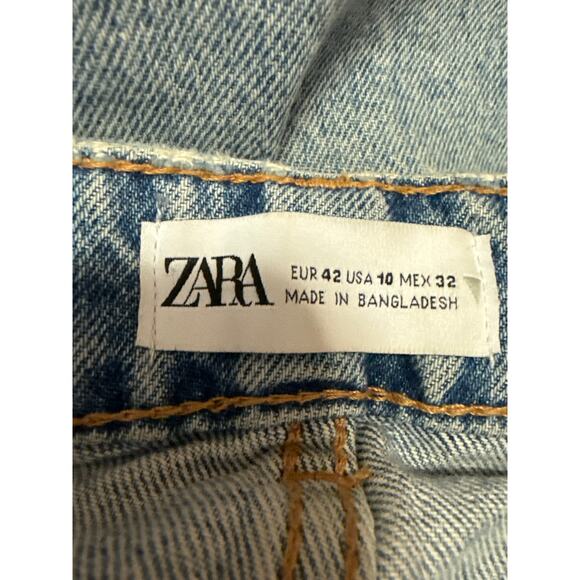 ZARA
EUR 42 USA 10 MEX 32
MADE IN BANGLADESH